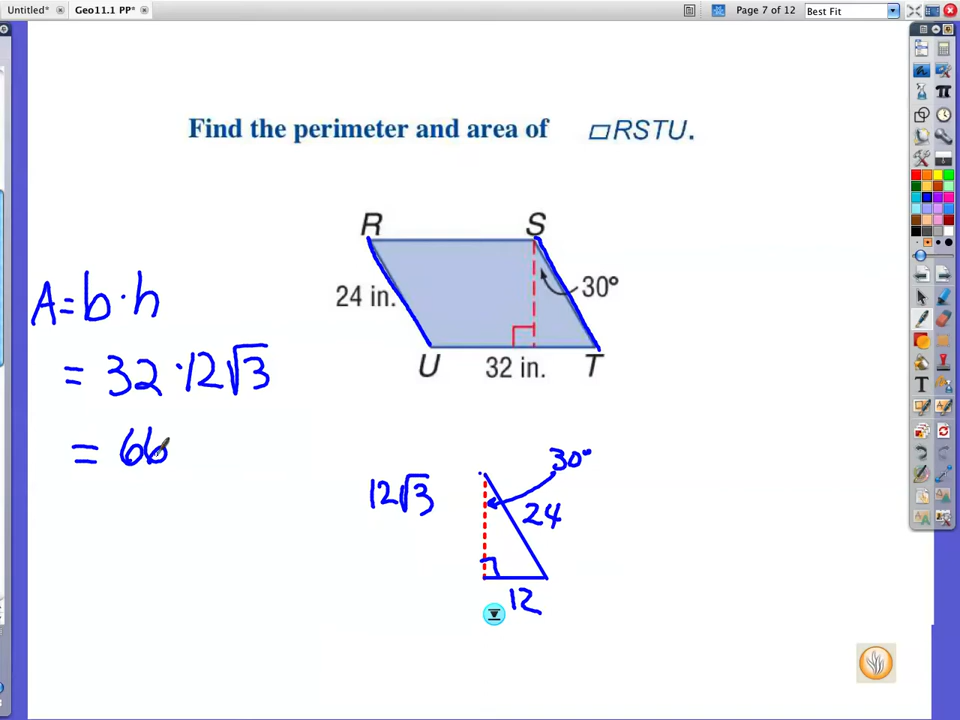 Untitled*
Geo11.1 PP*
Page 7 of 12
Best Fit
Find the perimeter and area of ▱RSTU.
R
S
24 in.
30°
U
32 in.
T
A=b·h
= 32·12√3
= 66
12√3
30°
24
12
π
T